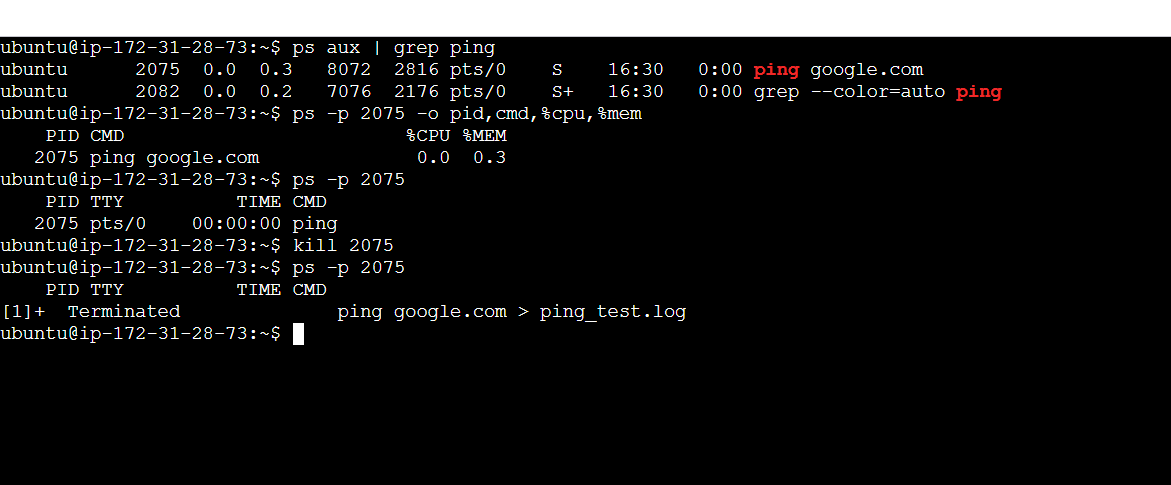 ubuntu@ip-172-31-28-73:~$ ps aux | grep ping
ubuntu      2075  0.0  0.3   8072  2816 pts/0    S    16:30   0:00 ping google.com
ubuntu      2082  0.0  0.2   7076  2176 pts/0    S+   16:30   0:00 grep --color=auto ping
ubuntu@ip-172-31-28-73:~$ ps -p 2075 -o pid,cmd,%cpu,%mem
    PID CMD                         %CPU %MEM
   2075 ping google.com              0.0  0.3
ubuntu@ip-172-31-28-73:~$ ps -p 2075
    PID TTY          TIME CMD
   2075 pts/0    00:00:00 ping
ubuntu@ip-172-31-28-73:~$ kill 2075
ubuntu@ip-172-31-28-73:~$ ps -p 2075
    PID TTY          TIME CMD
[1]+  Terminated              ping google.com > ping_test.log
ubuntu@ip-172-31-28-73:~$